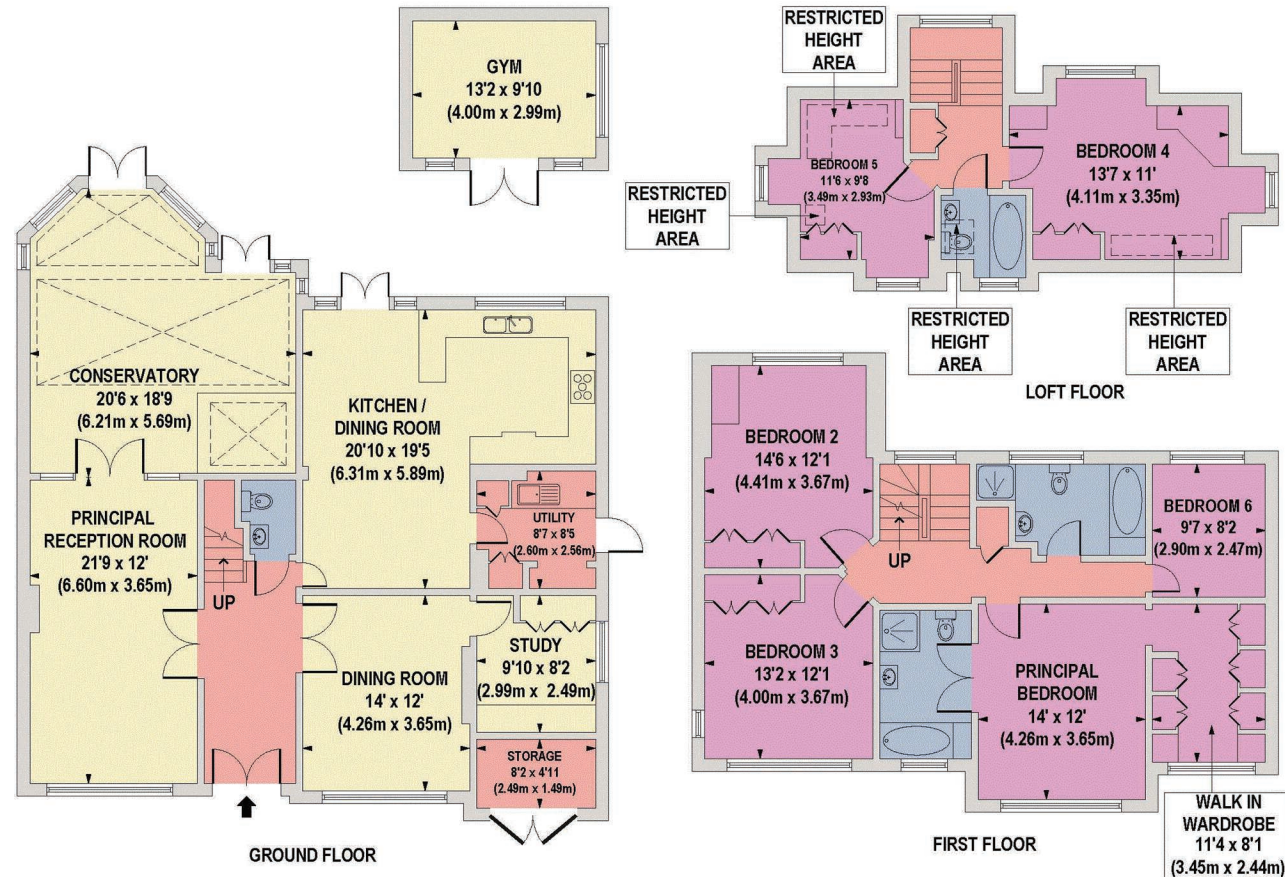 GYM
13'2 x 9'10
(4.00m x 2.99m)
CONSERVATORY
20'6 x 18'9
(6.21m x 5.69m)
KITCHEN /
DINING ROOM
20'10 x 19'5
(6.31m x 5.89m)
UTILITY
8'7 x 8'5
(2.60m x 2.56m)
PRINCIPAL
RECEPTION ROOM
21'9 x 12'
(6.60m x 3.65m)
UP
DINING ROOM
14' x 12'
(4.26m x 3.65m)
STUDY
9'10 x 8'2
(2.99m x 2.49m)
STORAGE
8'2 x 4'11
(2.49m x 1.49m)
GROUND FLOOR
RESTRICTED
HEIGHT
AREA
BEDROOM 5
11'6 x 9'8
(3.49m x 2.93m)
BEDROOM 4
13'7 x 11'
(4.11m x 3.35m)
RESTRICTED
HEIGHT
AREA
RESTRICTED
HEIGHT
AREA
RESTRICTED
HEIGHT
AREA
LOFT FLOOR
BEDROOM 2
14'6 x 12'1
(4.41m x 3.67m)
UP
BEDROOM 6
9'7 x 8'2
(2.90m x 2.47m)
BEDROOM 3
13'2 x 12'1
(4.00m x 3.67m)
PRINCIPAL
BEDROOM
14' x 12'
(4.26m x 3.65m)
WALK IN
WARDROBE
11'4 x 8'1
(3.45m x 2.44m)
FIRST FLOOR